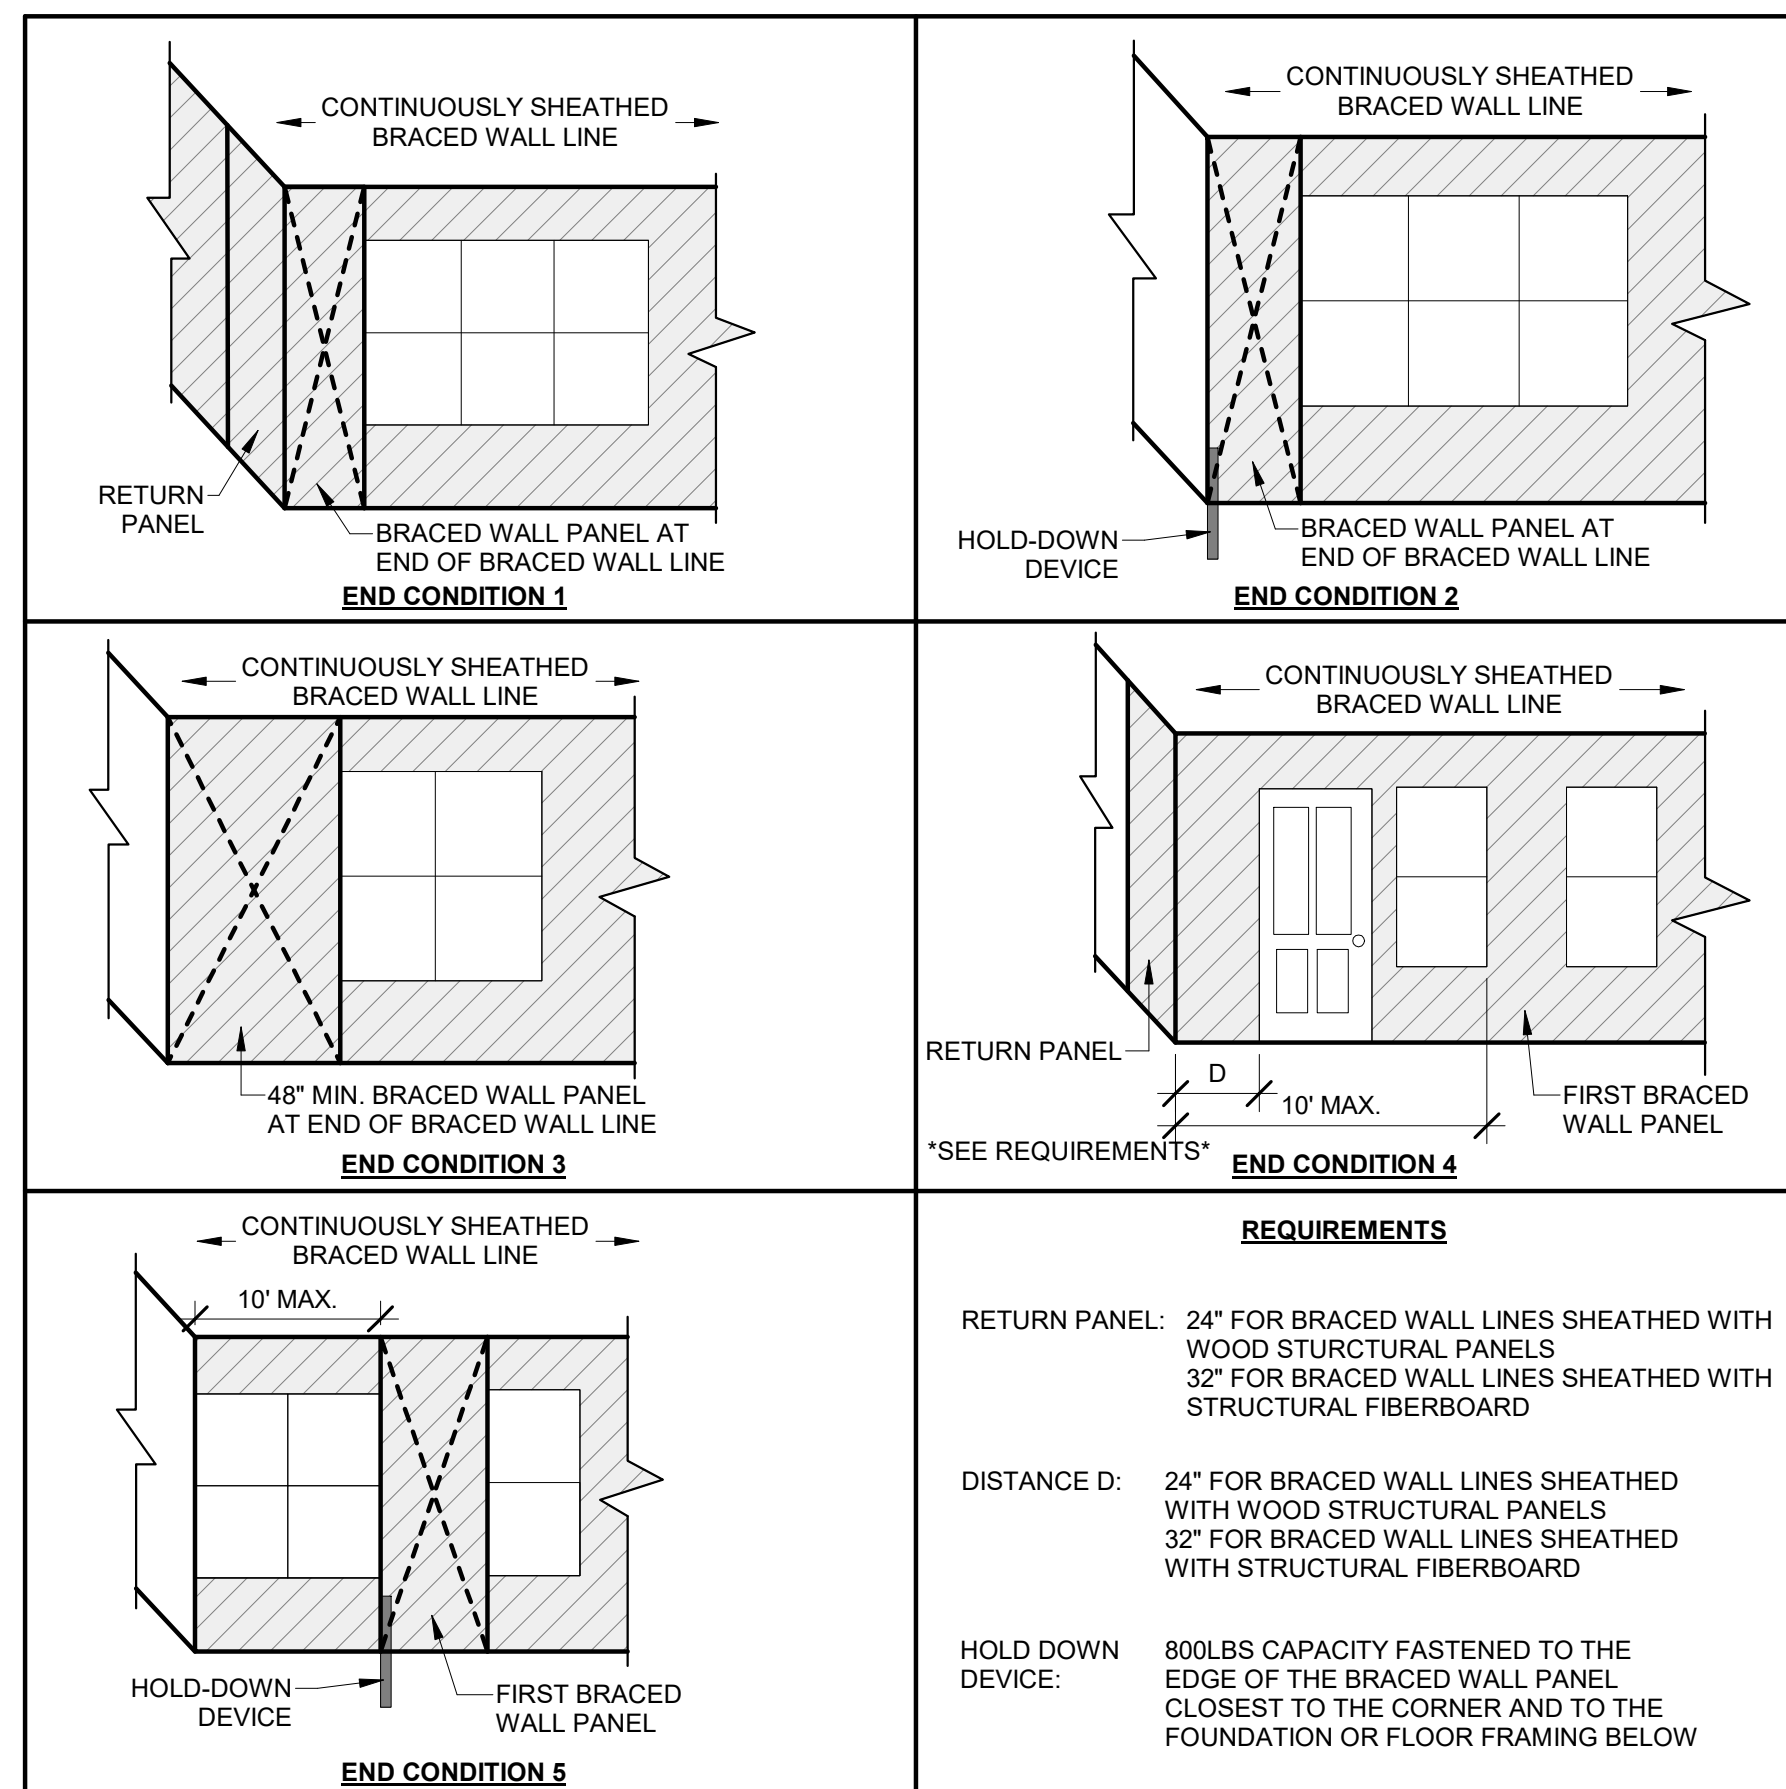 CONTINUOUSLY SHEATHED
BRACED WALL LINE
RETURN
PANEL
BRACED WALL PANEL AT
END OF BRACED WALL LINE
END CONDITION 1
CONTINUOUSLY SHEATHED
BRACED WALL LINE
HOLD-DOWN
DEVICE
BRACED WALL PANEL AT
END OF BRACED WALL LINE
END CONDITION 2
CONTINUOUSLY SHEATHED
BRACED WALL LINE
48" MIN. BRACED WALL PANEL
AT END OF BRACED WALL LINE
END CONDITION 3
CONTINUOUSLY SHEATHED
BRACED WALL LINE
RETURN PANEL
D
10' MAX.
FIRST BRACED
WALL PANEL
*SEE REQUIREMENTS*
END CONDITION 4
CONTINUOUSLY SHEATHED
BRACED WALL LINE
10' MAX.
HOLD-DOWN
DEVICE
FIRST BRACED
WALL PANEL
END CONDITION 5
REQUIREMENTS
RETURN PANEL: 24" FOR BRACED WALL LINES SHEATHED WITH
WOOD STURCTURAL PANELS
32" FOR BRACED WALL LINES SHEATHED WITH
STRUCTURAL FIBERBOARD
DISTANCE D: 24" FOR BRACED WALL LINES SHEATHED
WITH WOOD STRUCTURAL PANELS
32" FOR BRACED WALL LINES SHEATHED
WITH STRUCTURAL FIBERBOARD
HOLD DOWN 800LBS CAPACITY FASTENED TO THE
DEVICE: EDGE OF THE BRACED WALL PANEL
CLOSEST TO THE CORNER AND TO THE
FOUNDATION OR FLOOR FRAMING BELOW